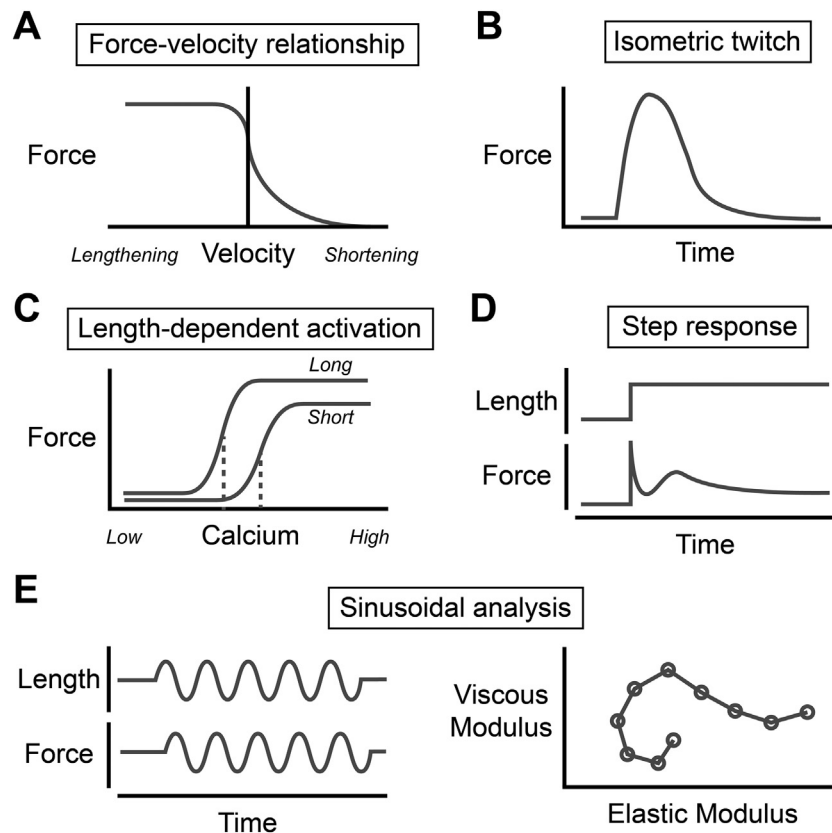 A
Force-velocity relationship
Force
Lengthening
Velocity
Shortening
B
Isometric twitch
Force
Time
C
Length-dependent activation
Long
Short
Force
Low
Calcium
High
D
Step response
Length
Force
Time
E
Sinusoidal analysis
Length
Force
Time
Viscous
Modulus
Elastic Modulus